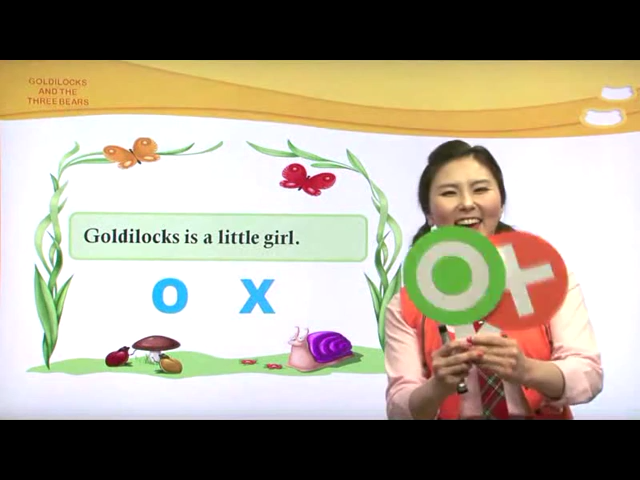 GOLDILOCKS
AND THE
THREE BEARS
Goldilocks is a little girl.
O X